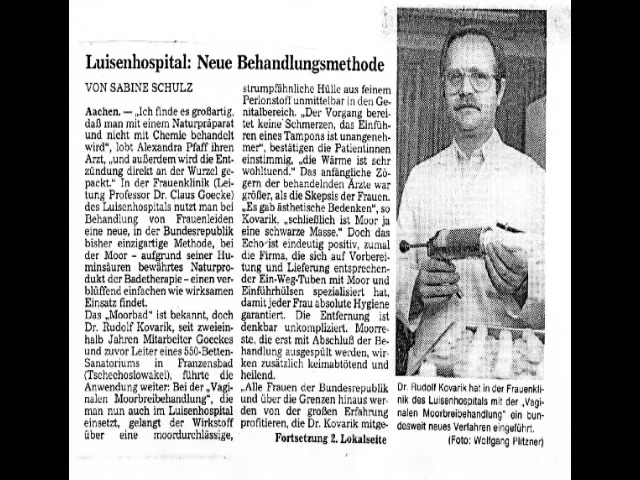 Luisenhospital: Neue Behandlungsmethode
VON SABINE SCHULZ
Aachen. – „Ich finde es großartig,
daß man mit einem Naturpräparat
und nicht mit Chemie behandelt
wird“, lobt Alexandra Pfaff ihren
Arzt, „und außerdem wird die Ent-
zündung direkt an der Wurzel ge-
packt.“ In der Frauenklinik (Lei-
tung Professor Dr. Claus Goecke)
des Luisenhospitals nutzt man bei
Behandlung von Frauenleiden
eine neue, in der Bundesrepublik
bisher einzigartige Methode, bei
der Moor – aufgrund seiner Hu-
minsäuren bewährtes Naturpro-
dukt der Badetherapie – einen ver-
blüffend einfachen wie wirksamen
Einsatz findet.
Das „Moorbad“ ist bekannt, doch
Dr. Rudolf Kovarik, seit zweiein-
halb Jahren Mitarbeiter Goeckes
und zuvor Leiter eines 550-Betten-
Sanatoriums in Franzensbad
(Tschechoslowakei), führte die
Anwendung weiter: Bei der „Vagi-
nalen Moorbreibehandlung“, die
man nun auch im Luisenhospital
einsetzt, gelangt der Wirkstoff
über eine moordurchlässige,
strumpfähnliche Hülle aus feinem
Perlonstoff unmittelbar in den Ge-
nitalbereich. „Der Vorgang berei-
tet keine Schmerzen, das Einfüh-
ren eines Tampons ist unangeneh-
mer“, bestätigen die Patientinnen
einstimmig, „die Wärme ist sehr
wohltuend.“ Das anfängliche Zö-
gern der behandelnden Ärzte war
größer, als die Skepsis der Frauen.
„Es gab ästhetische Bedenken“, so
Kovarik, „schließlich ist Moor ja
eine schwarze Masse.“ Doch das
Echo ist eindeutig positiv, zumal
die Firma, die sich auf Vorberei-
tung und Lieferung entsprechen-
der Ein-Weg-Tuben mit Moor und
Einführhülsen spezialisiert hat,
damit jeder Frau absolute Hygiene
garantiert. Die Entfernung ist
denkbar unkompliziert. Moorre-
ste, die erst mit Abschluß der Be-
handlung ausgespült werden, wir-
ken zusätzlich keimabtötend und
heilend.
„Alle Frauen der Bundesrepublik
und über die Grenzen hinaus wer-
den von der großen Erfahrung
profitieren, die Dr. Kovarik mitge-
Fortsetzung 2. Lokalseite
Dr. Rudolf Kovarik hat in der Frauenkli-
nik des Luisenhospitals mit der „Vagi-
nalen Moorbreibehandlung“ ein bun-
desweit neues Verfahren eingeführt.
(Foto: Wolfgang Plitzner)